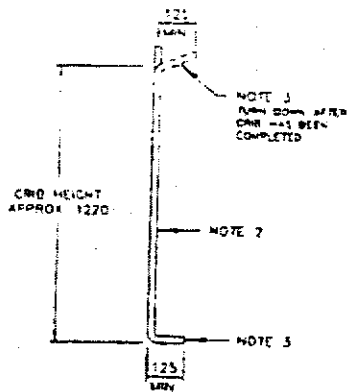 125
MIN
NOTE 3
TURN DOWN AFTER
CRIB HAS BEEN
COMPLETED
CRIB HEIGHT
APPROX 1220
NOTE 2
NOTE 3
125
MIN